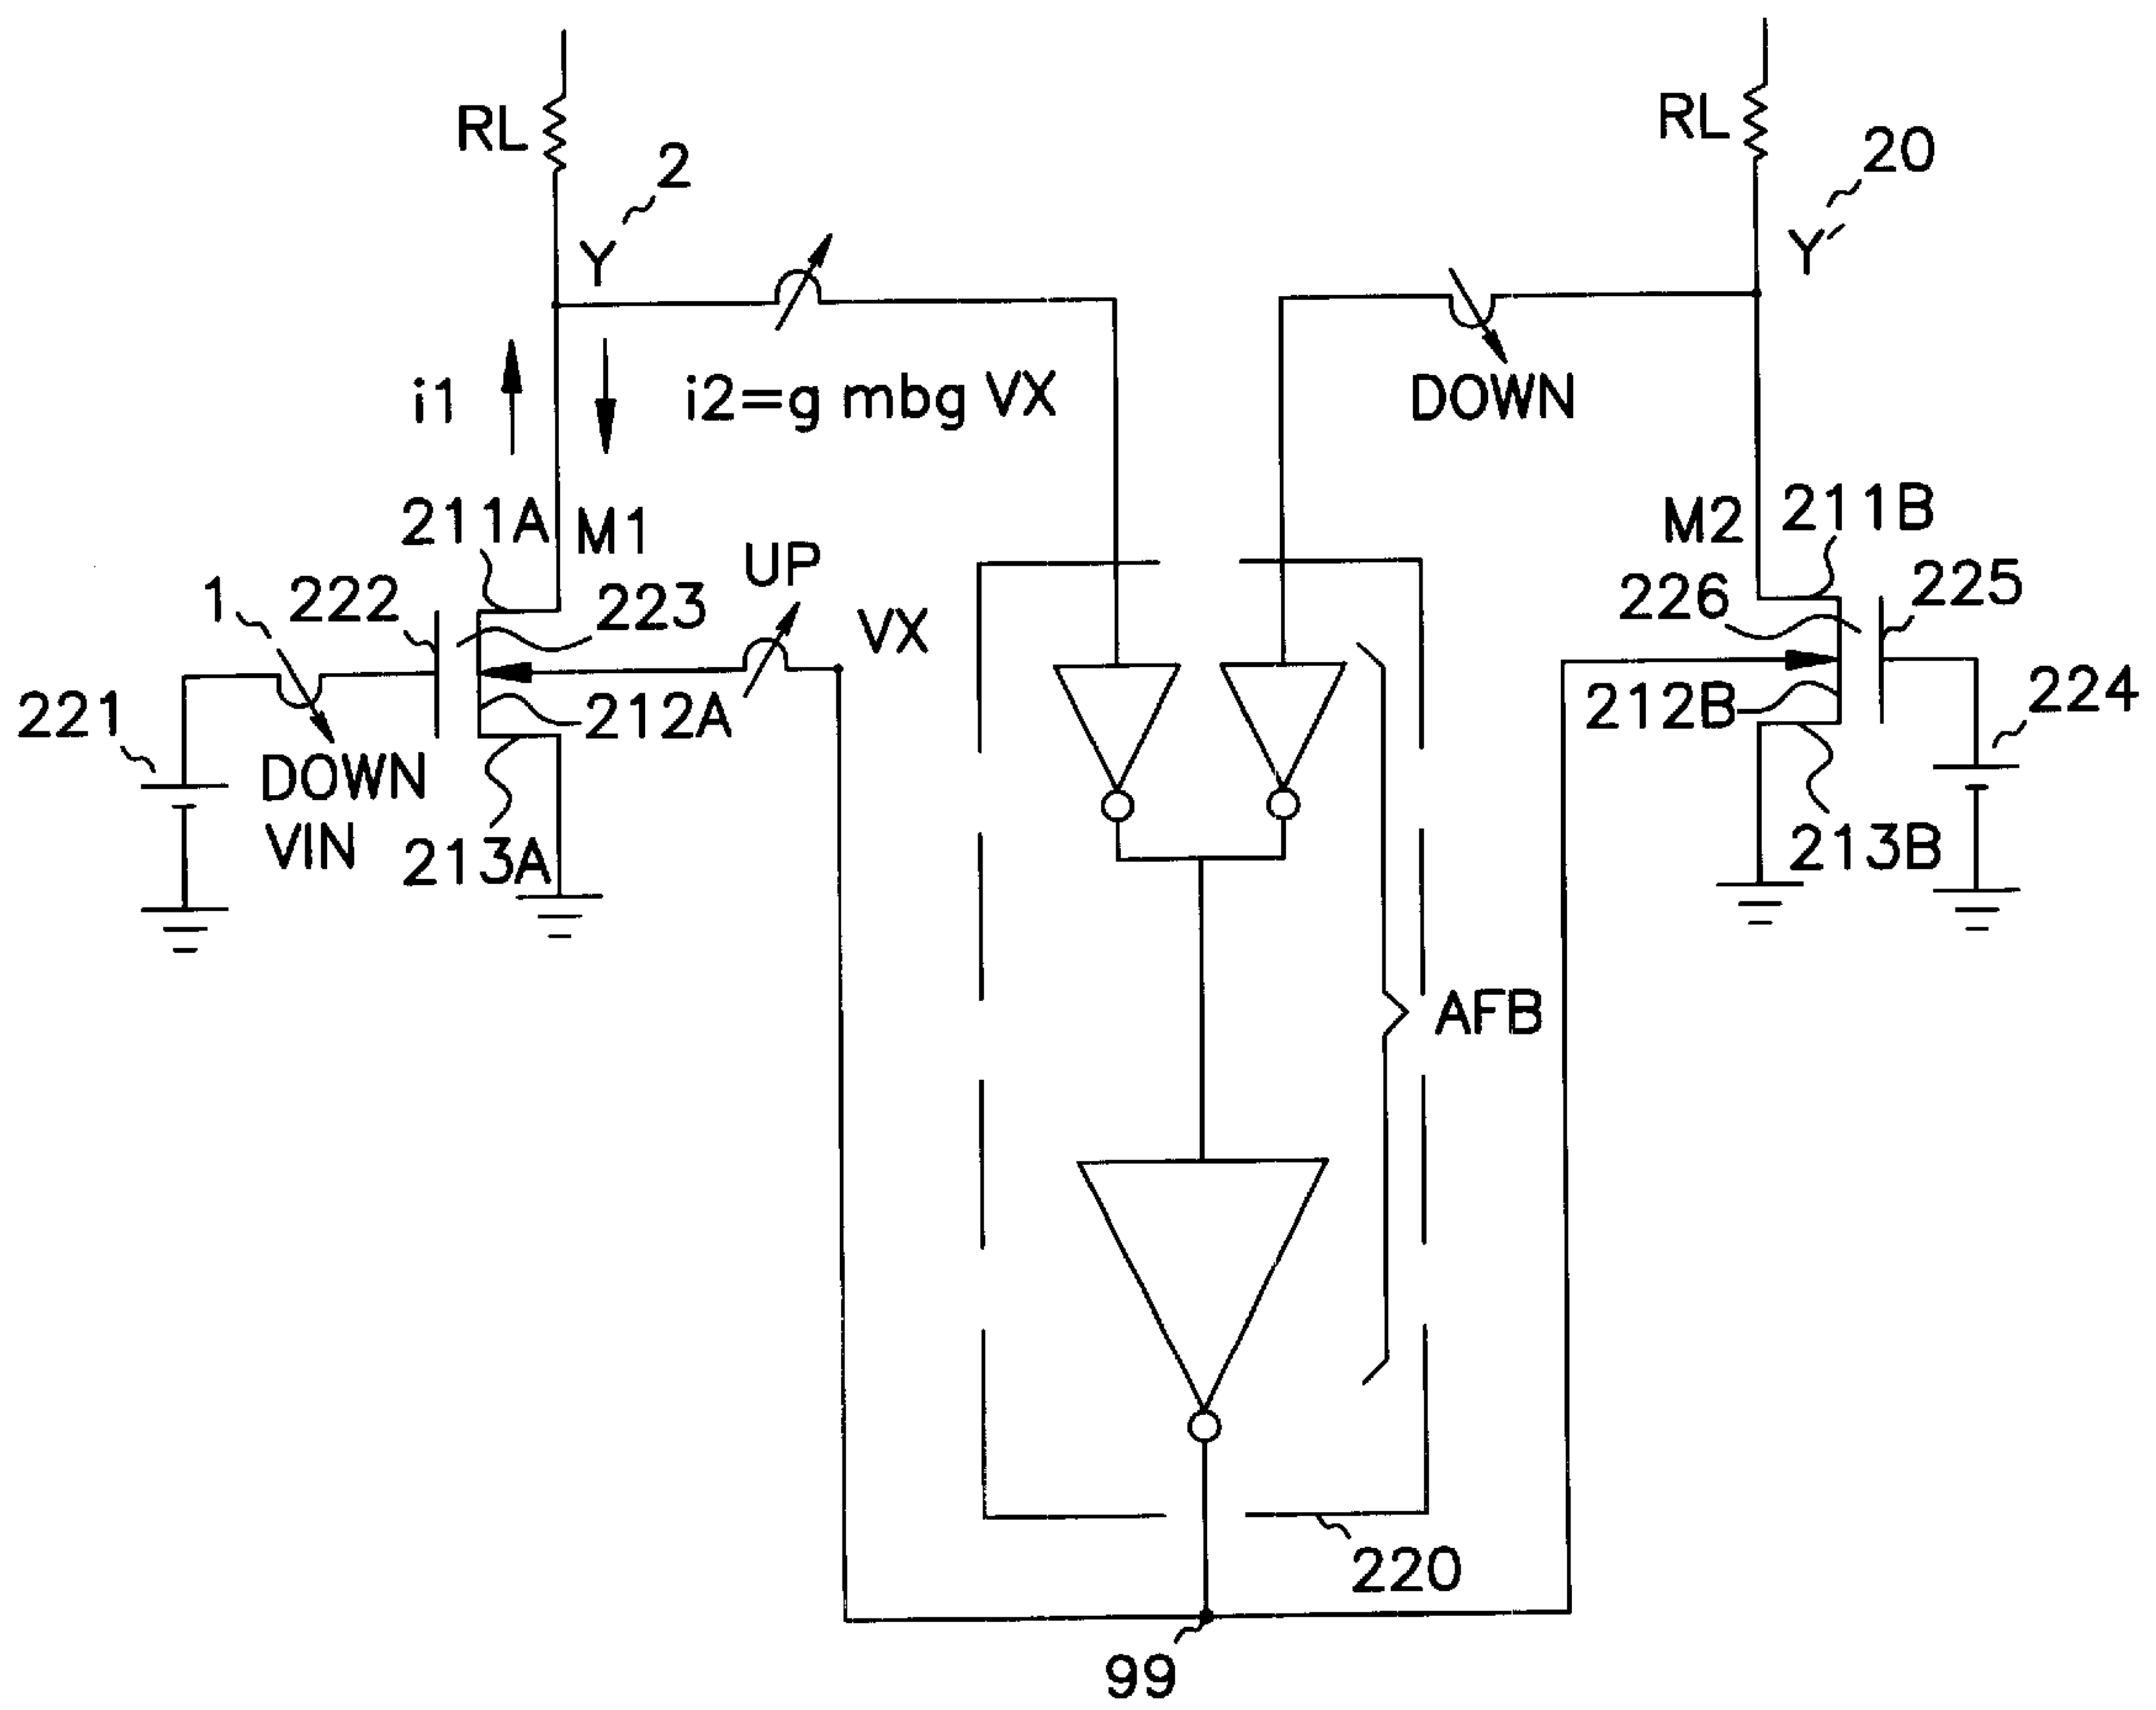 RL
RL
2
20
Y
Y'
i1
i2=g mbg VX
DOWN
211A
M1
M2
211B
UP
1
222
223
VX
226
225
221
212A
212B
224
DOWN
VIN
213A
213B
AFB
220
99